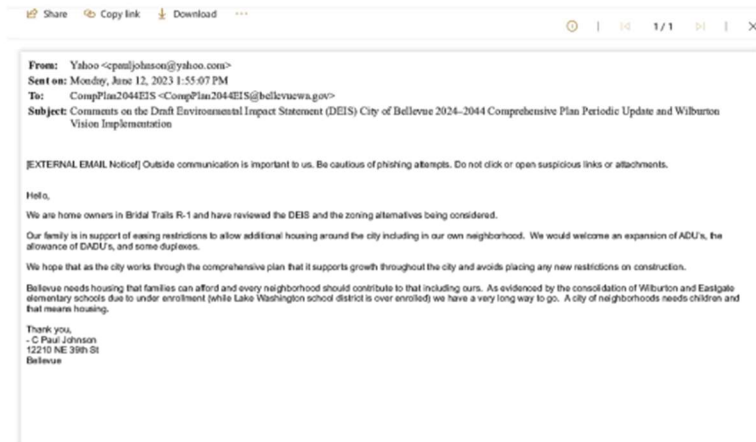 Share Copy link Download ...
1/1
From: Yahoo <cpauljohnson@yahoo.com>
Sent on: Monday, June 12, 2023 1:55:07 PM
To: CompPlan2044EIS <CompPlan2044EIS@bellevuewa.gov>
Subject: Comments on the Draft Environmental Impact Statement (DEIS) City of Bellevue 2024–2044 Comprehensive Plan Periodic Update and Wilburton
Vision Implementation
[EXTERNAL EMAIL Notice!] Outside communication is important to us. Be cautious of phishing attempts. Do not click or open suspicious links or attachments.
Hello,
We are home owners in Bridal Trails R-1 and have reviewed the DEIS and the zoning alternatives being considered.
Our family is in support of easing restrictions to allow additional housing around the city including in our own neighborhood. We would welcome an expansion of ADU's, the
allowance of DADU's, and some duplexes.
We hope that as the city works through the comprehensive plan that it supports growth throughout the city and avoids placing any new restrictions on construction.
Bellevue needs housing that families can afford and every neighborhood should contribute to that including ours. As evidenced by the consolidation of Wilburton and Eastgate
elementary schools due to under enrollment (while Lake Washington school district is over enrolled) we have a very long way to go. A city of neighborhoods needs children and
that means housing.
Thank you,
- C Paul Johnson
12210 NE 39th St
Bellevue